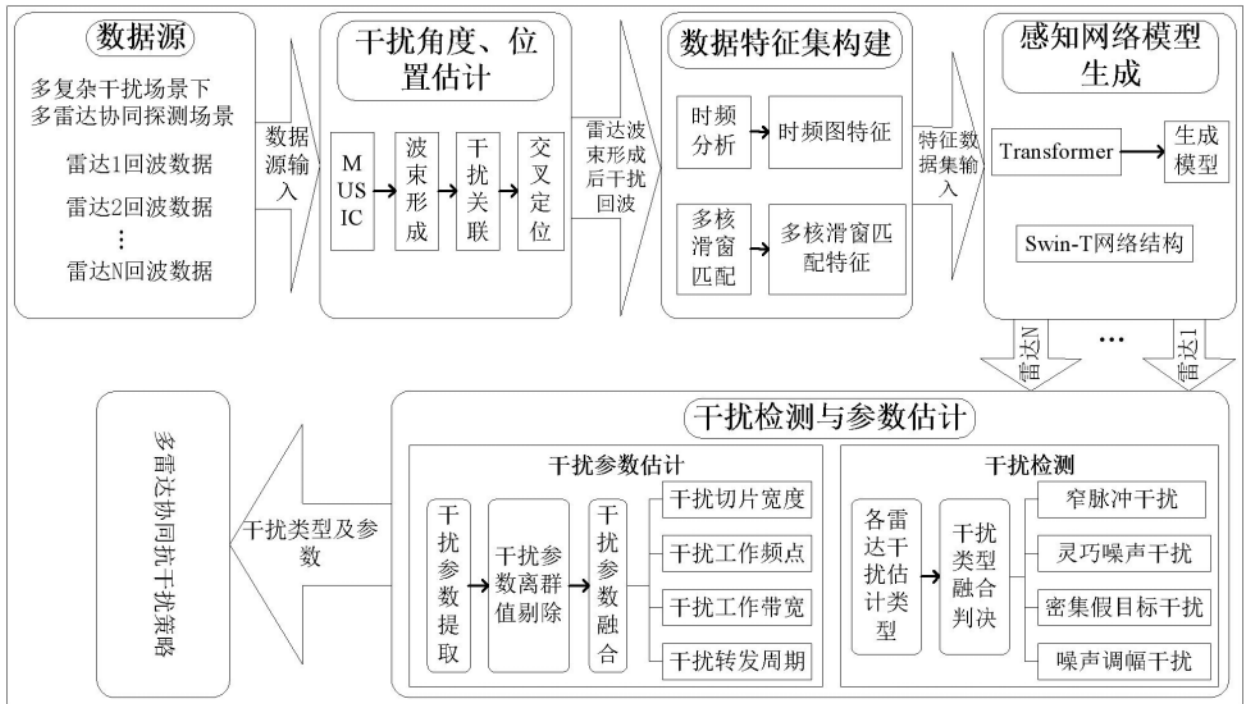 数据源
多复杂干扰场景下
多雷达协同探测场景
雷达1回波数据
雷达2回波数据
⋮
雷达N回波数据
数据
源输
入
干扰角度、位
置估计
M
US
IC
波
束
形
成
干
扰
关
联
交
叉
定
位
雷达波
束形成
后干扰
回波
数据特征集构建
时频
分析
时频图特征
多核
滑窗
匹配
多核滑窗匹
配特征
特征数
据集输
入
感知网络模型
生成
Transformer
生成
模型
Swin-T网络结构
雷达N
…
雷达1
干扰检测与参数估计
干扰参数估计
干
扰
参
数
提
取
干扰参
数离群
值剔除
干
扰
参
数
融
合
干扰切片宽度
干扰工作频点
干扰工作带宽
干扰转发周期
干扰检测
各雷
达干
扰估
计类
型
干扰
类型
融合
判决
窄脉冲干扰
灵巧噪声干扰
密集假目标干扰
噪声调幅干扰
干扰类型及参
数
多雷达协同抗干扰策略